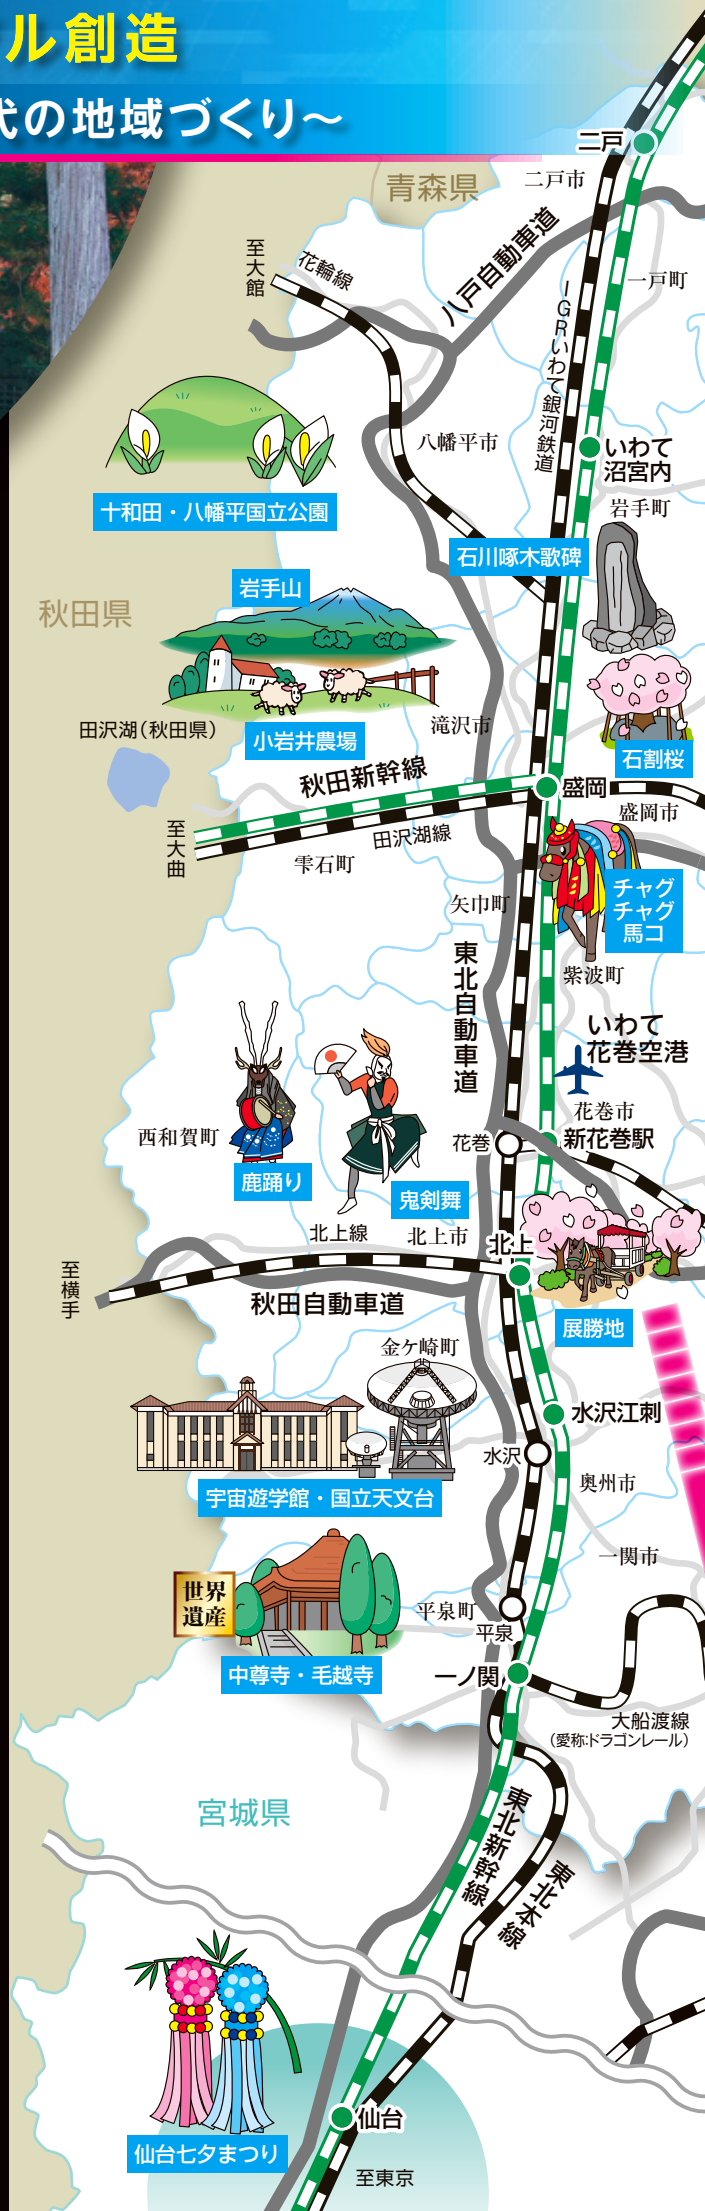 ル創造
代の地域づくり～
二戸
青森県
二戸市
至大館
花輪線
八戸自動車道
一戸町
IGRいわて銀河鉄道
八幡平市
いわて
沼宮内
岩手町
十和田・八幡平国立公園
石川啄木歌碑
岩手山
秋田県
田沢湖（秋田県）
小岩井農場
滝沢市
石割桜
秋田新幹線
盛岡
盛岡市
至大曲
田沢湖線
雫石町
チャグ
チャグ
馬コ
矢巾町
東北自動車道
紫波町
いわて
花巻空港
花巻市
西和賀町
花巻
新花巻駅
鹿踊り
鬼剣舞
北上線
北上市
北上
至横手
秋田自動車道
展勝地
金ケ崎町
水沢江刺
水沢
奥州市
宇宙遊学館・国立天文台
一関市
世界
遺産
平泉町
平泉
中尊寺・毛越寺
一ノ関
大船渡線
（愛称:ドラゴンレール）
宮城県
東北新幹線
東北本線
仙台
仙台七夕まつり
至東京